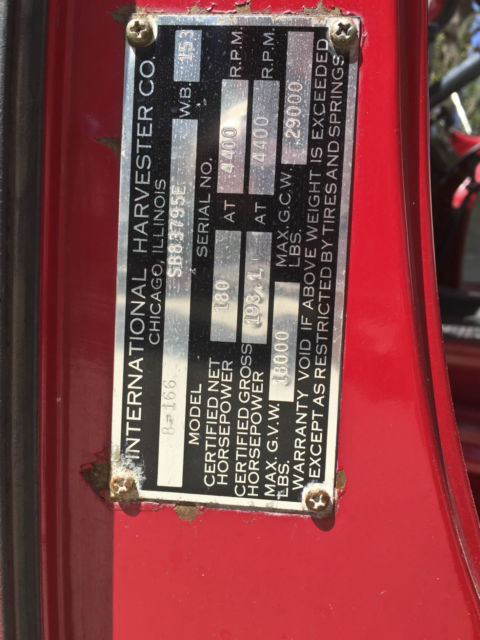 INTERNATIONAL HARVESTER CO.
CHICAGO, ILLINOIS W.B. 153
B-166 SB83795E
MODEL SERIAL NO.
CERTIFIED NET HORSEPOWER 180 AT 4400 R.P.M.
CERTIFIED GROSS HORSEPOWER 193.1 AT 4400 R.P.M.
MAX. G.V.W. LBS. 18000 MAX. G.C.W. LBS. 29000
WARRANTY VOID IF ABOVE WEIGHT IS EXCEEDED
EXCEPT AS RESTRICTED BY TIRES AND SPRINGS